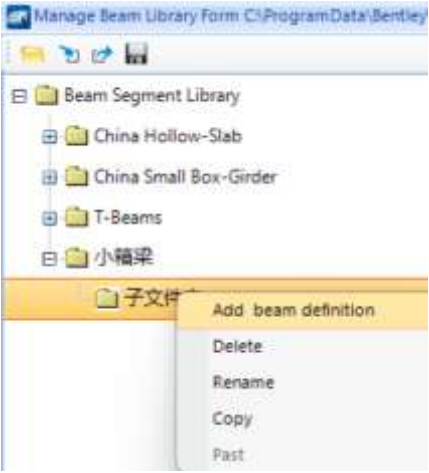 Manage Beam Library Form C:\ProgramData\Bentley
Beam Segment Library
China Hollow-Slab
China Small Box-Girder
T-Beams
小箱梁
子文件
Add beam definition
Delete
Rename
Copy
Past